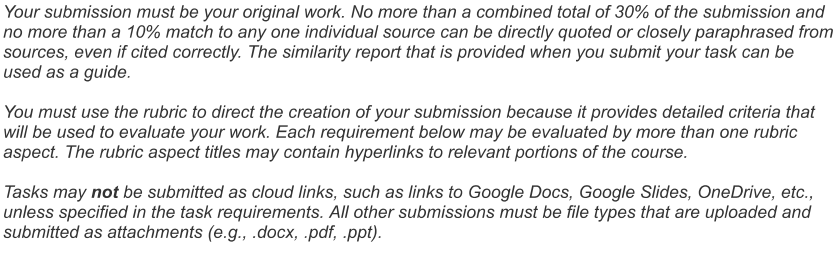 Your submission must be your original work. No more than a combined total of 30% of the submission and
no more than a 10% match to any one individual source can be directly quoted or closely paraphrased from
sources, even if cited correctly. The similarity report that is provided when you submit your task can be
used as a guide.
You must use the rubric to direct the creation of your submission because it provides detailed criteria that
will be used to evaluate your work. Each requirement below may be evaluated by more than one rubric
aspect. The rubric aspect titles may contain hyperlinks to relevant portions of the course.
Tasks may not be submitted as cloud links, such as links to Google Docs, Google Slides, OneDrive, etc.,
unless specified in the task requirements. All other submissions must be file types that are uploaded and
submitted as attachments (e.g., .docx, .pdf, .ppt).